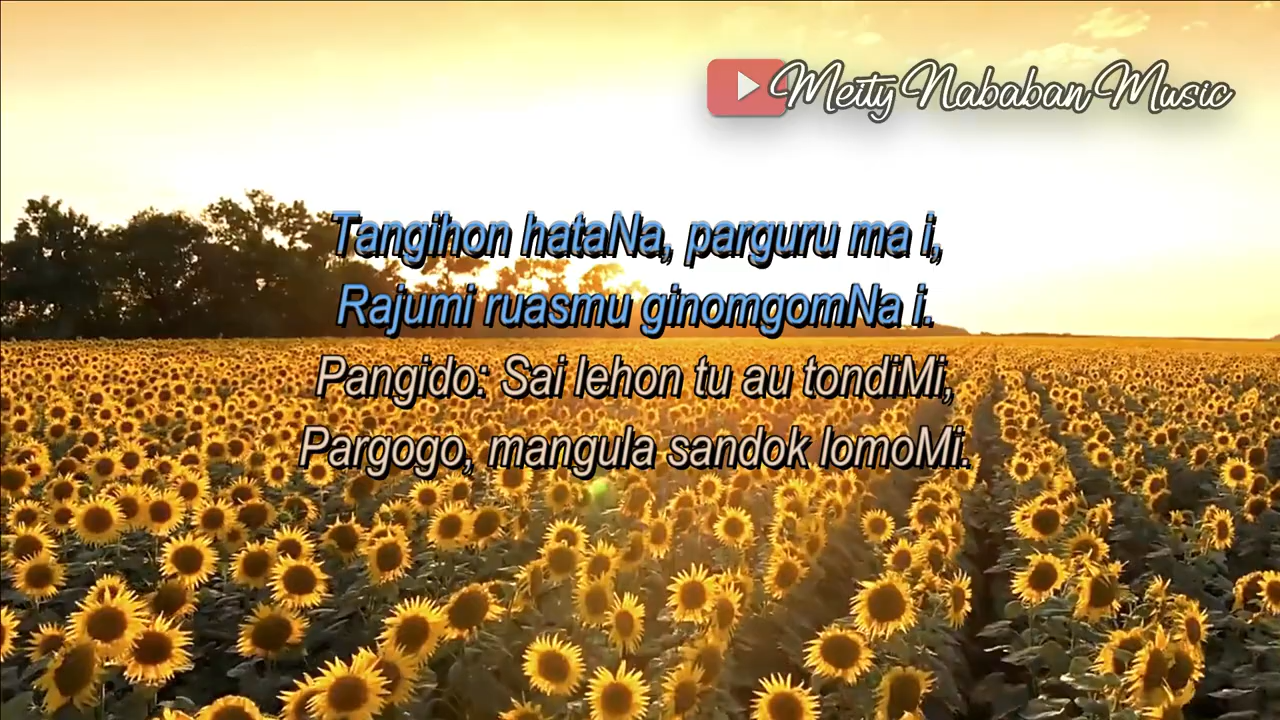 Meity Nababan Music
Tangihon hataNa, parguru ma i,
Rajumi ruasmu ginomgomNa i.
Pangido: Sai lehon tu au tondiMi,
Pargogo, mangula sandok lomoMi.